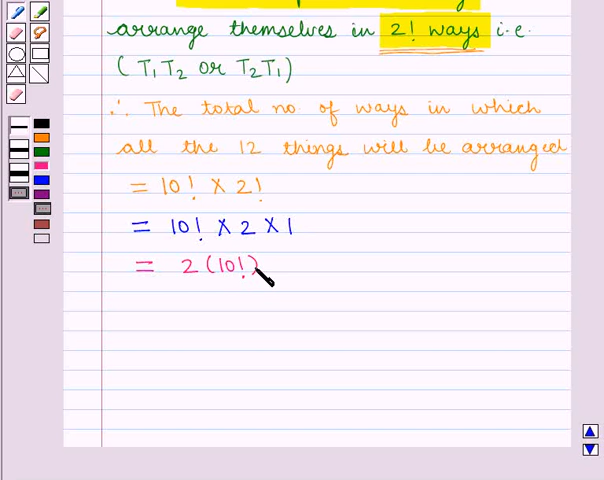 arrange themselves in 2! ways i.e.
(T₁T₂ or T₂T₁)
∴ The total no. of ways in which
all the 12 things will be arranged
= 10! × 2!
= 10! × 2 × 1
= 2(10!)